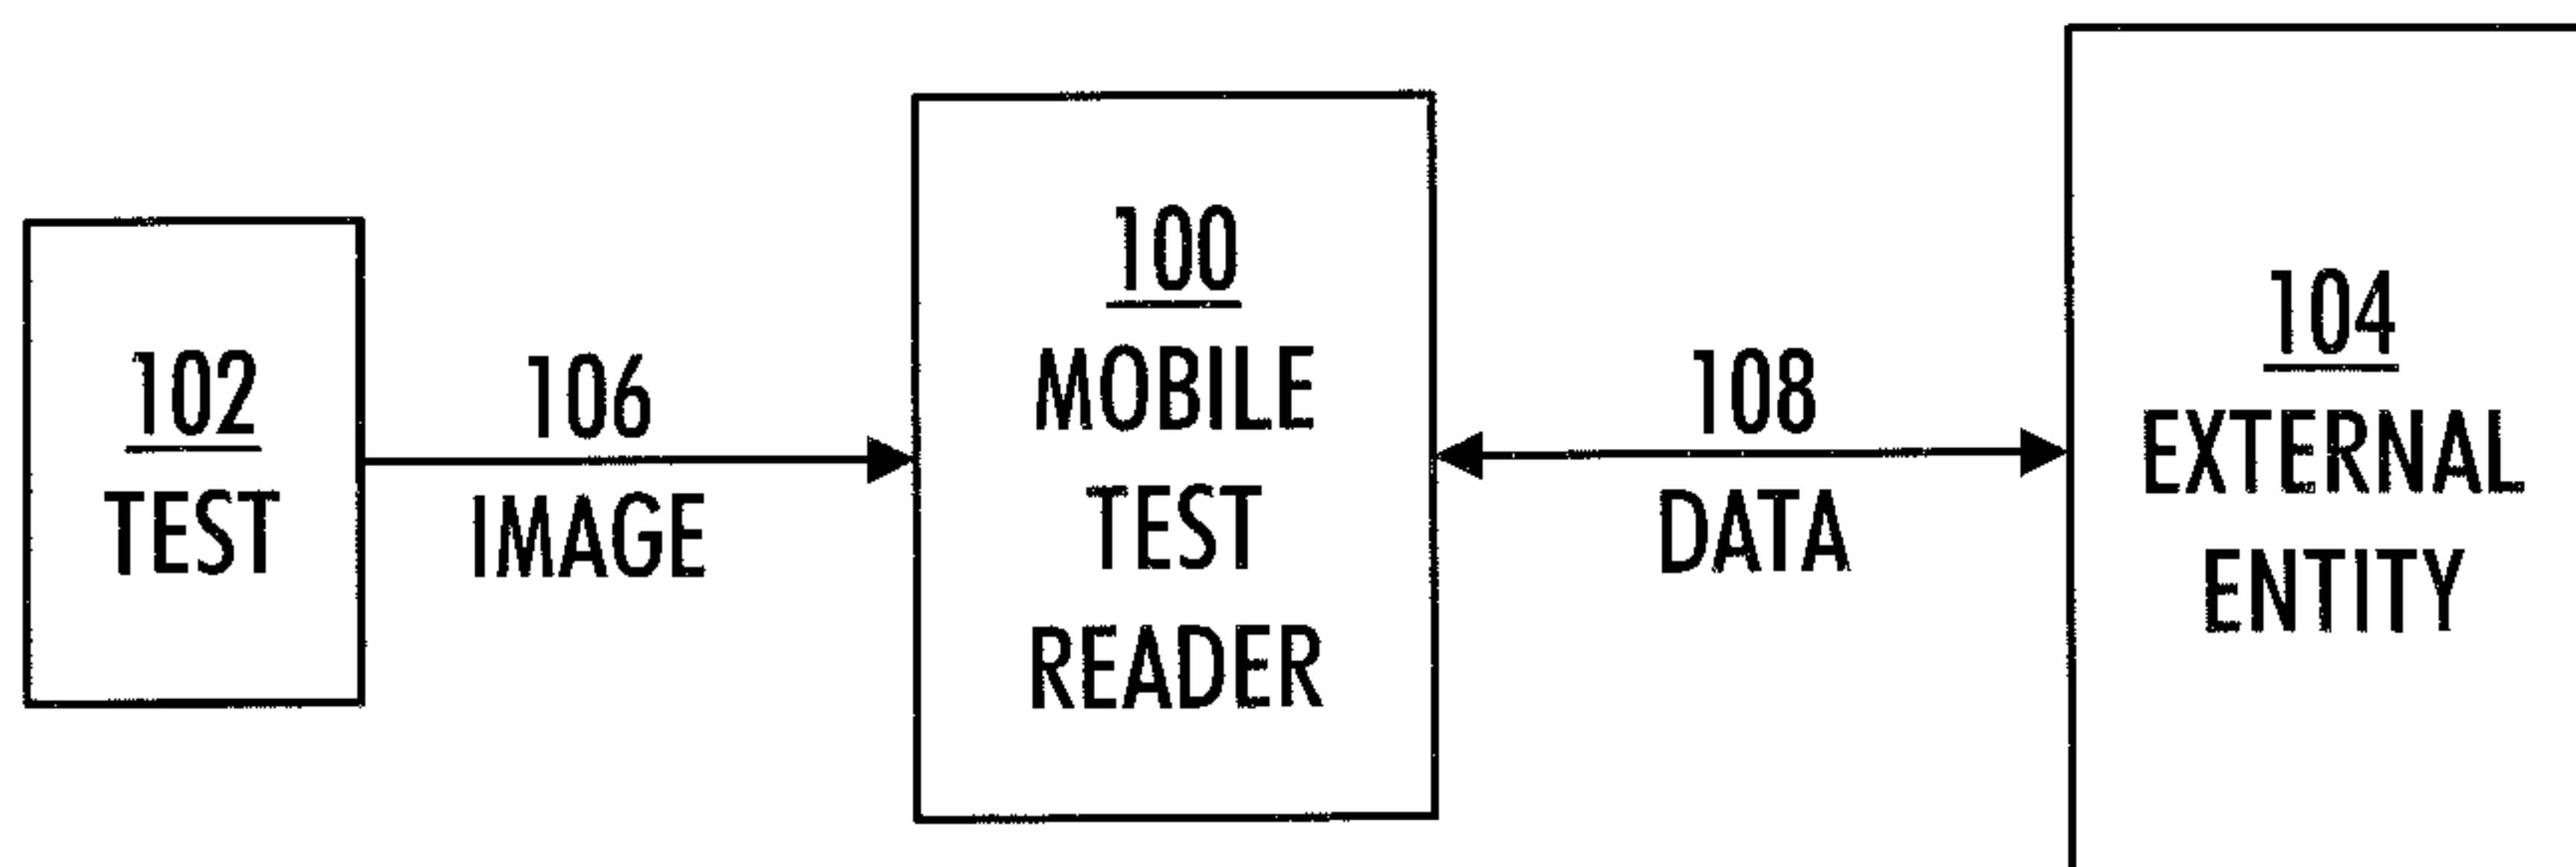 102
TEST
106
IMAGE
100
MOBILE
TEST
READER
108
DATA
104
EXTERNAL
ENTITY